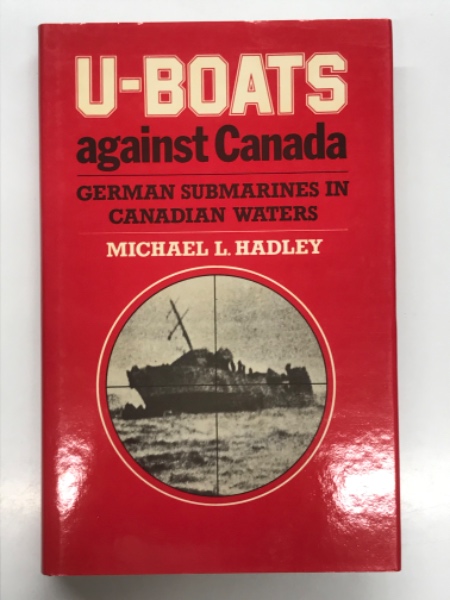 U-BOATS
against Canada
GERMAN SUBMARINES IN
CANADIAN WATERS
MICHAEL L. HADLEY